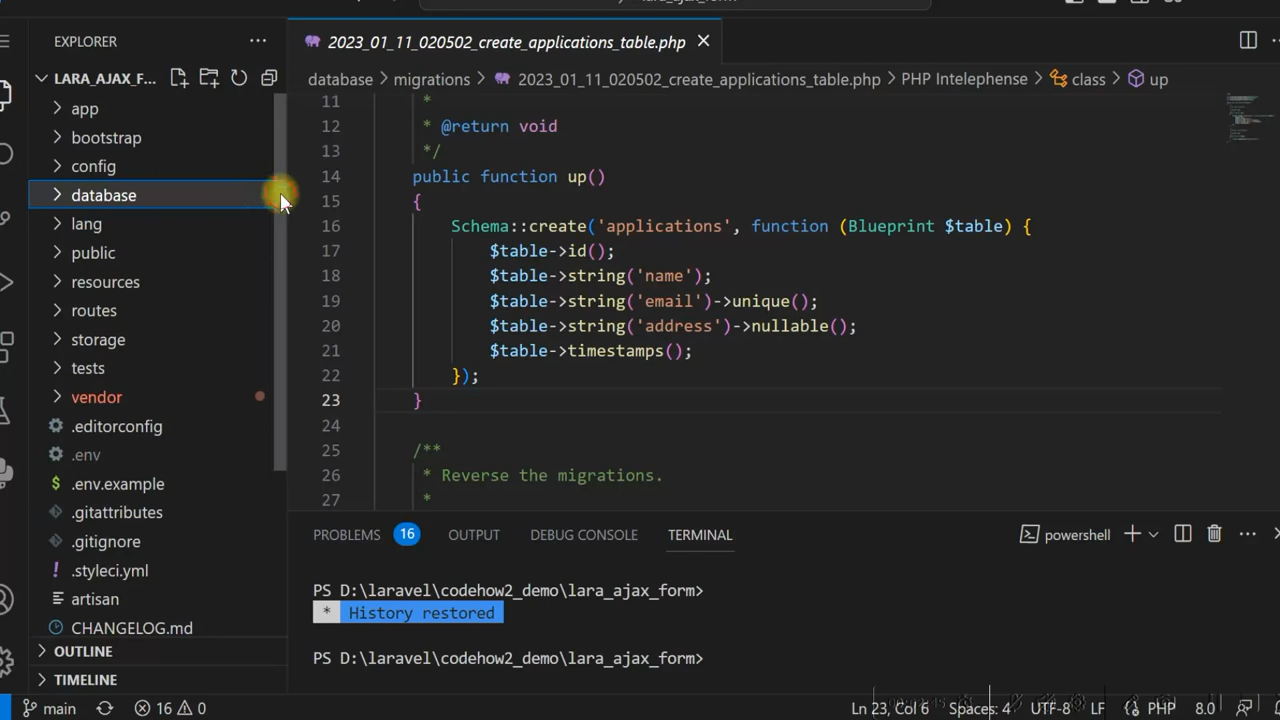 lara_ajax_form
EXPLORER
LARA_AJAX_F...
app
bootstrap
config
database
lang
public
resources
routes
storage
tests
vendor
.editorconfig
.env
.env.example
.gitattributes
.gitignore
.styleci.yml
artisan
CHANGELOG.md
OUTLINE
TIMELINE
2023_01_11_020502_create_applications_table.php
database > migrations > 2023_01_11_020502_create_applications_table.php > PHP Intelephense > class > up
11 *
12 * @return void
13 */
14 public function up()
15 {
16 Schema::create('applications', function (Blueprint $table) {
17 $table->id();
18 $table->string('name');
19 $table->string('email')->unique();
20 $table->string('address')->nullable();
21 $table->timestamps();
22 });
23 }
24
25 /**
26 * Reverse the migrations.
27 *
PROBLEMS 16 OUTPUT DEBUG CONSOLE TERMINAL powershell
PS D:\laravel\codehow2_demo\lara_ajax_form>
* History restored
PS D:\laravel\codehow2_demo\lara_ajax_form>
main 16 0 Ln 23, Col 6 Spaces: 4 UTF-8 LF PHP 8.0